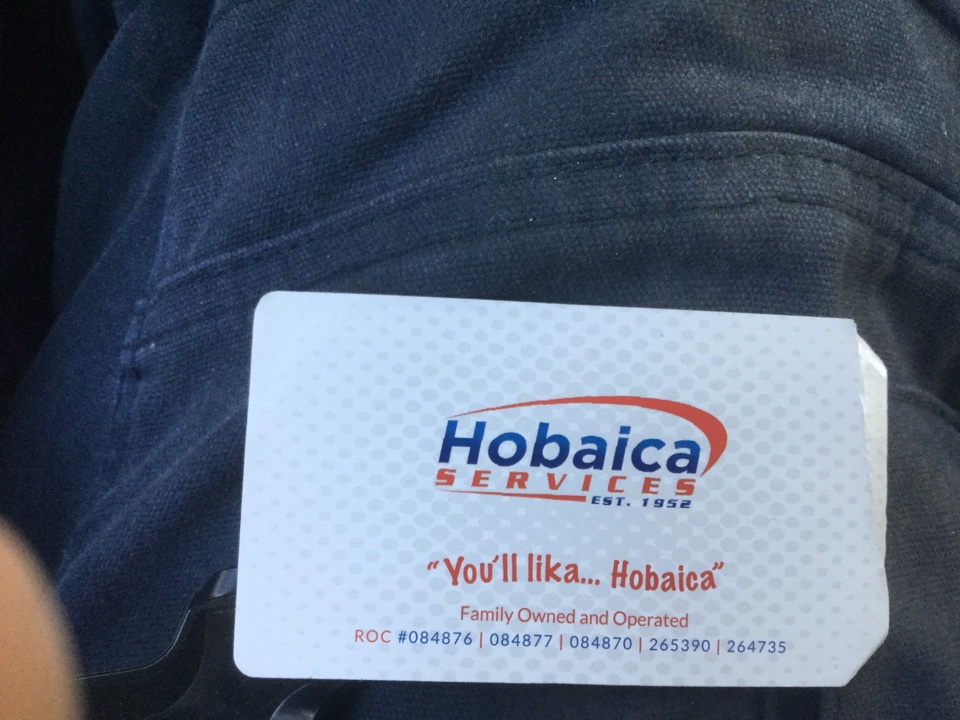 Hobaica
SERVICES
EST. 1952
“You'll lika... Hobaica”
Family Owned and Operated
ROC #084876 | 084877 | 084870 | 265390 | 264735